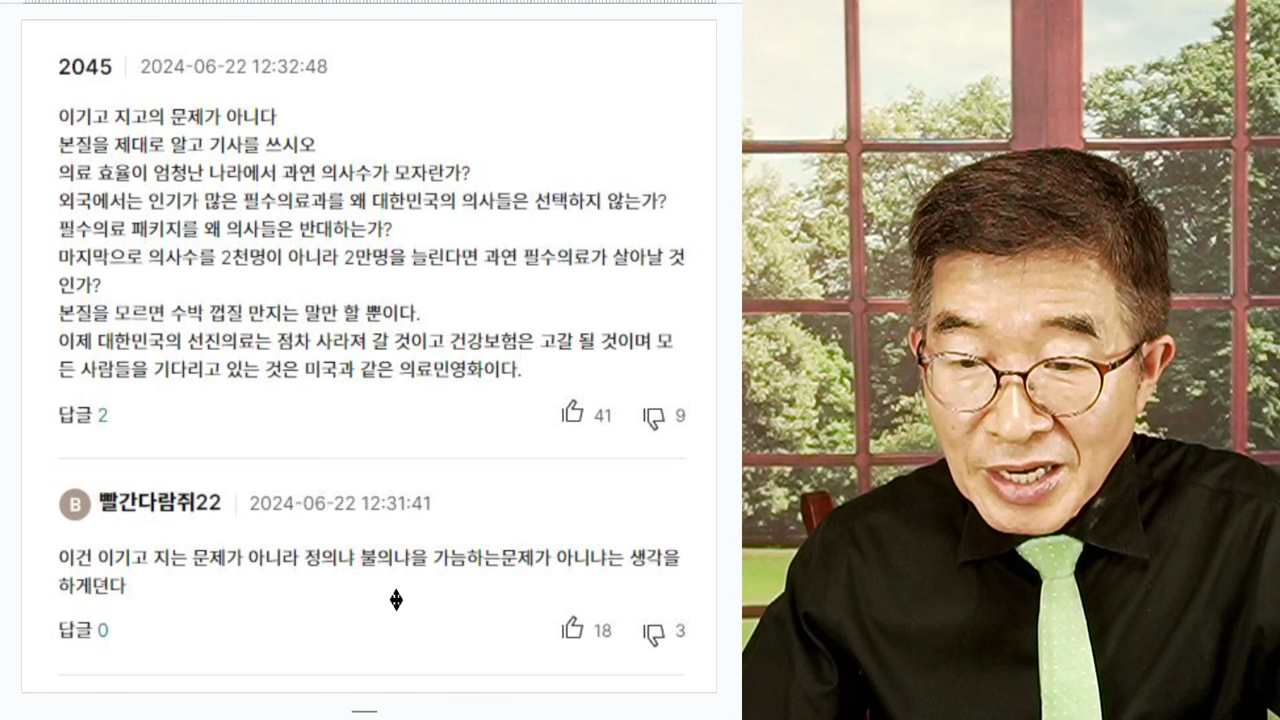 2045 2024-06-22 12:32:48
이기고 지고의 문제가 아니다
본질을 제대로 알고 기사를 쓰시오
의료 효율이 엄청난 나라에서 과연 의사수가 모자란가?
외국에서는 인기가 많은 필수의료과를 왜 대한민국의 의사들은 선택하지 않는가?
필수의료 패키지를 왜 의사들은 반대하는가?
마지막으로 의사수를 2천명이 아니라 2만명을 늘린다면 과연 필수의료가 살아날 것
인가?
본질을 모르면 수박 껍질 만지는 말만 할 뿐이다.
이제 대한민국의 선진의료는 점차 사라져 갈 것이고 건강보험은 고갈 될 것이며 모
든 사람들을 기다리고 있는 것은 미국과 같은 의료민영화이다.
답글 2 41 9
B 빨간다람쥐22 2024-06-22 12:31:41
이건 이기고 지는 문제가 아니라 정의냐 불의냐을 가늠하는문제가 아니냐는 생각을
하게뎐다
답글 0 18 3